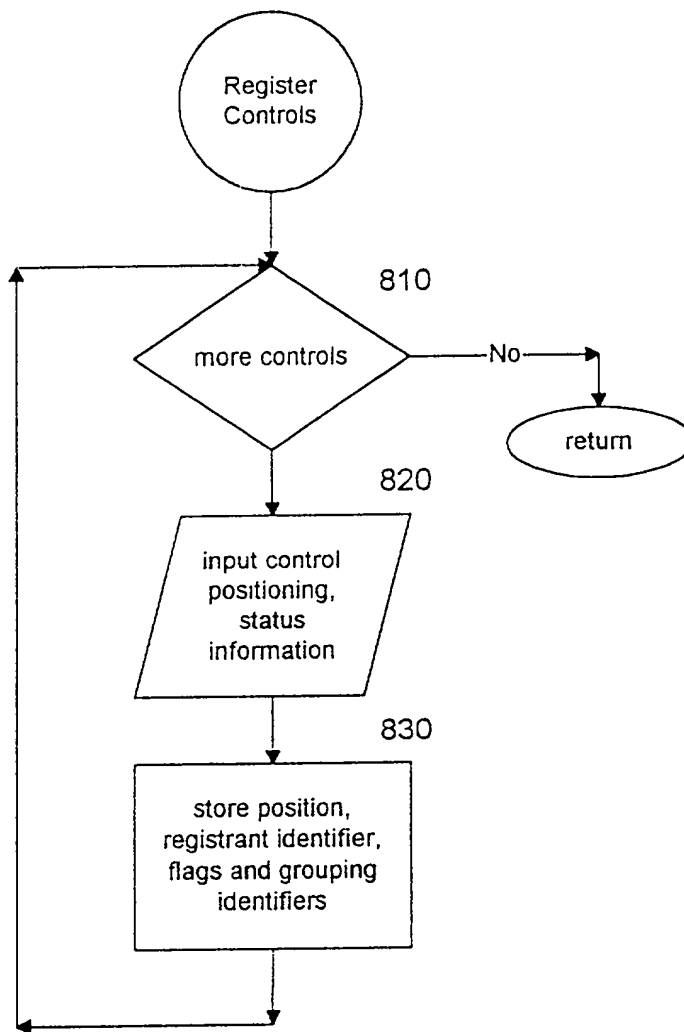 Register
Controls
810
more controls
No
return
820
input control
positioning,
status
information
830
store position,
registrant identifier,
flags and grouping
identifiers